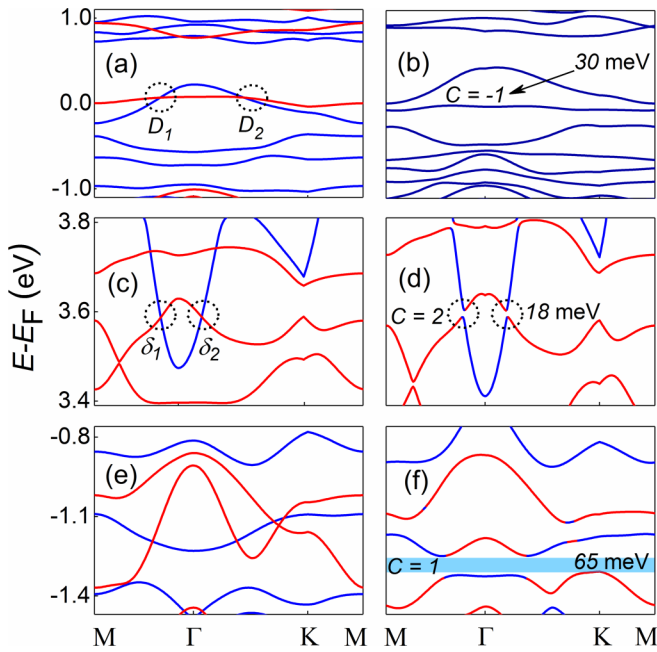 1.0
0.0
-1.0
(a)
D1
D2
(b)
30 meV
C = -1
E-EF (eV)
3.8
3.6
3.4
(c)
δ1
δ2
(d)
C = 2
18 meV
-0.8
-1.1
-1.4
(e)
(f)
C = 1
65 meV
M Γ K M
M Γ K M